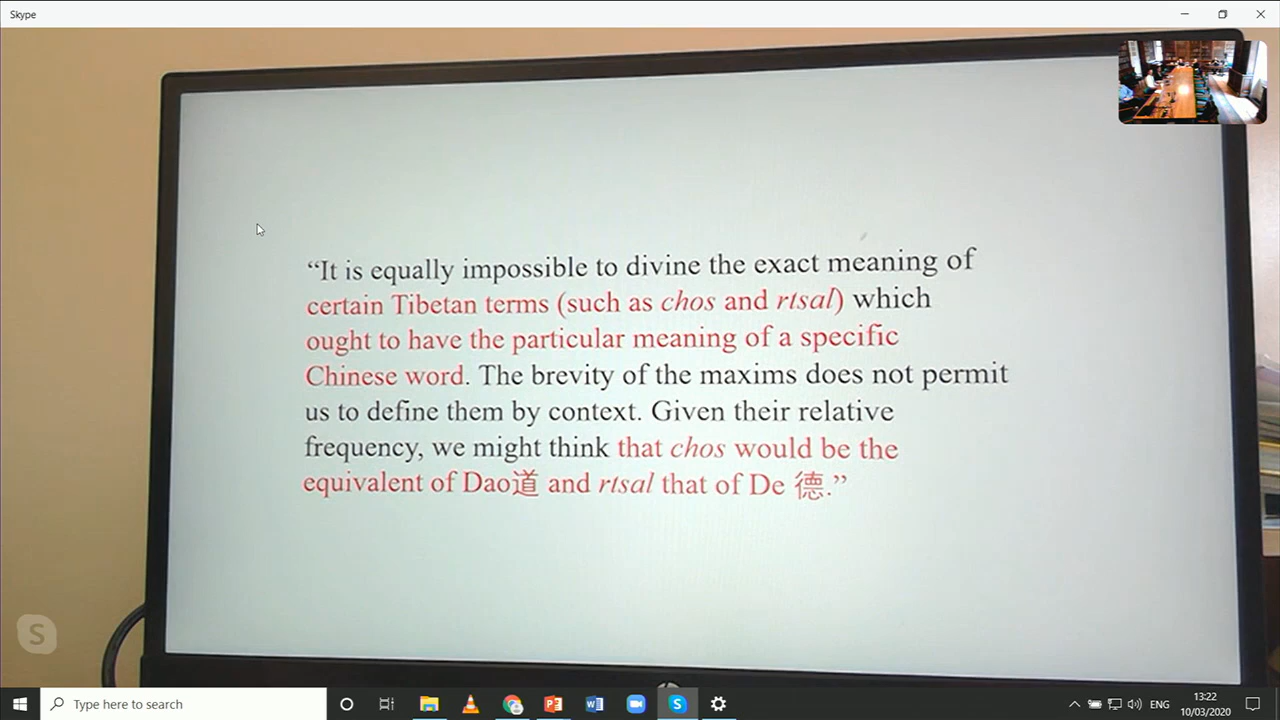 Skype
“It is equally impossible to divine the exact meaning of
certain Tibetan terms (such as chos and rtsal) which
ought to have the particular meaning of a specific
Chinese word. The brevity of the maxims does not permit
us to define them by context. Given their relative
frequency, we might think that chos would be the
equivalent of Dao道 and rtsal that of De 德.”
S
Type here to search
ENG
13:22
10/03/2020